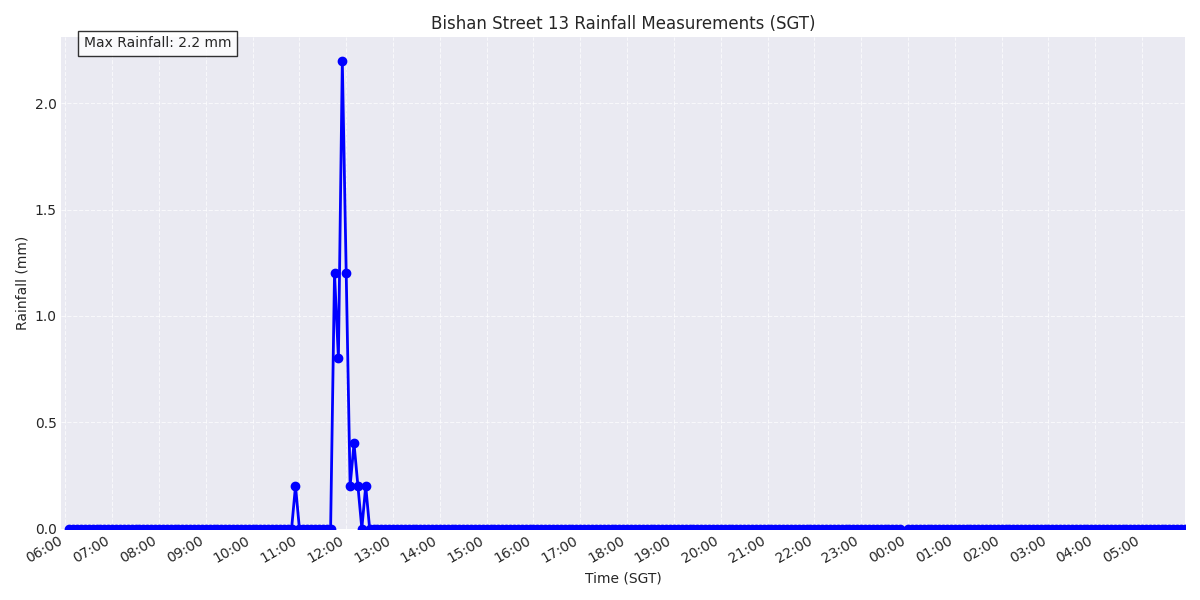 Bishan Street 13 Rainfall Measurements (SGT)
Max Rainfall: 2.2 mm
Rainfall (mm)
2.0
1.5
1.0
0.5
0.0
06:00 07:00 08:00 09:00 10:00 11:00 12:00 13:00 14:00 15:00 16:00 17:00 18:00 19:00 20:00 21:00 22:00 23:00 00:00 01:00 02:00 03:00 04:00 05:00
Time (SGT)